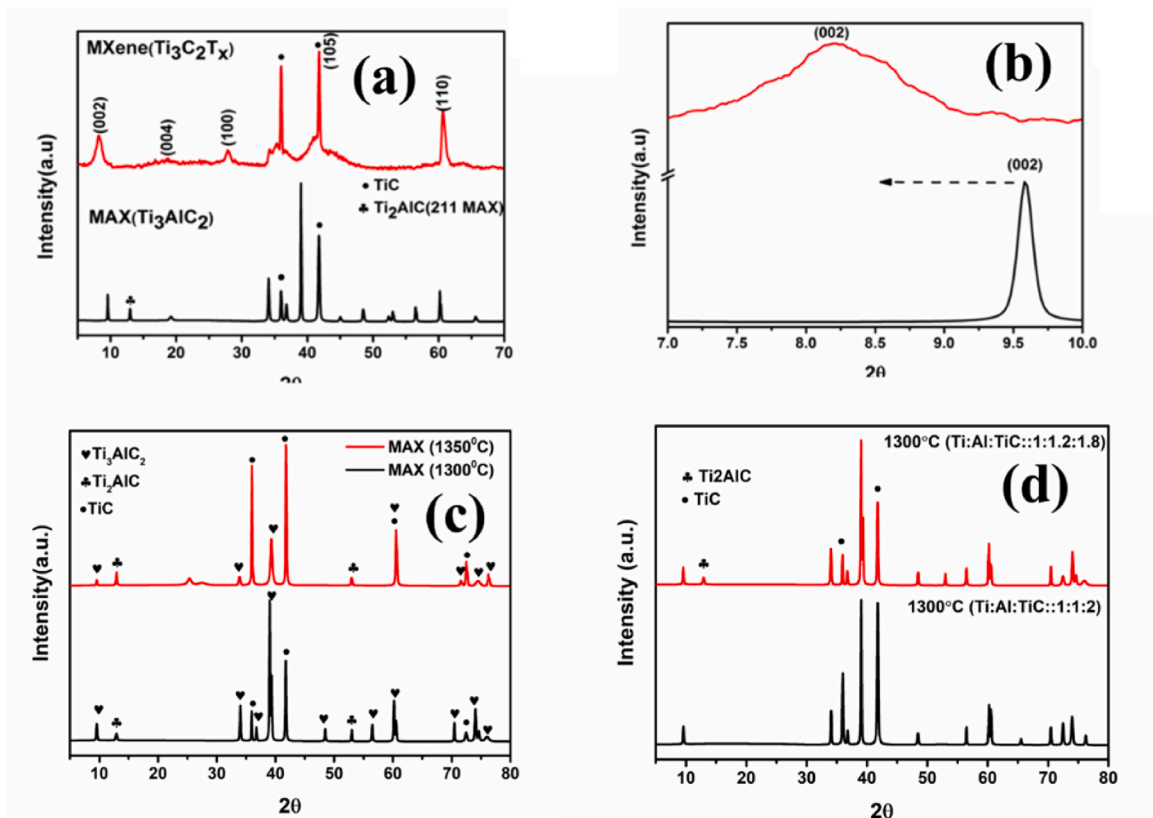 (a)
MXene(Ti₃C₂Tₓ)
(002)
(004)
(100)
•
•
(105)
(110)
• TiC
♣ Ti₂AlC(211 MAX)
MAX(Ti₃AlC₂)
♣
•
•
Intensity(a.u)
10 20 30 40 50 60 70
2θ
(b)
(002)
(002)
Intensity(a.u
7.0 7.5 8.0 8.5 9.0 9.5 10.0
2θ
(c)
♥Ti₃AlC₂
♣Ti₂AlC
•TiC
MAX (1350⁰C)
MAX (1300⁰C)
Intensity(a.u.)
10 20 30 40 50 60 70 80
2θ
(d)
1300°C (Ti:Al:TiC::1:1.2:1.8)
♣ Ti2AlC
• TiC
1300°C (Ti:Al:TiC::1:1:2)
Intensity (a.u.)
10 20 30 40 50 60 70 80
2θ